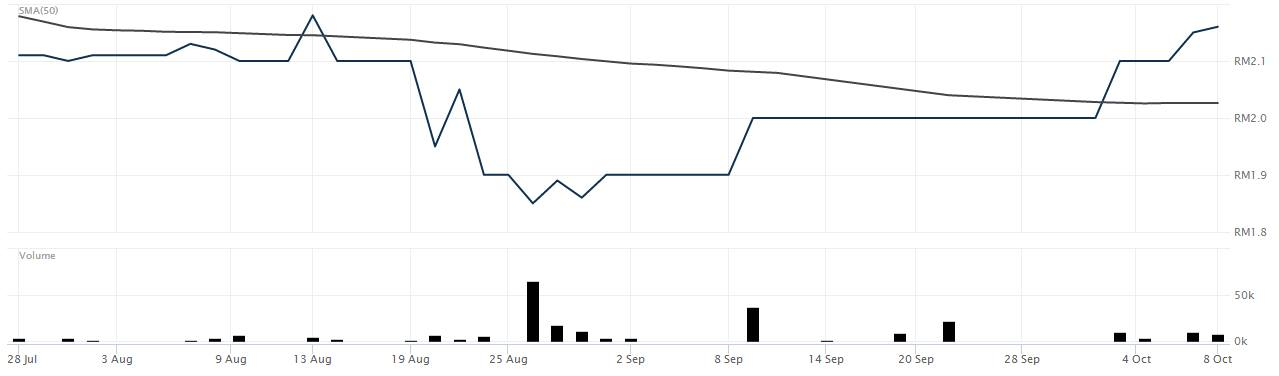 SMA(50)
RM2.1
RM2.0
RM1.9
RM1.8
Volume
50k
0k
28 Jul 3 Aug 9 Aug 13 Aug 19 Aug 25 Aug 2 Sep 8 Sep 14 Sep 20 Sep 28 Sep 4 Oct 8 Oct